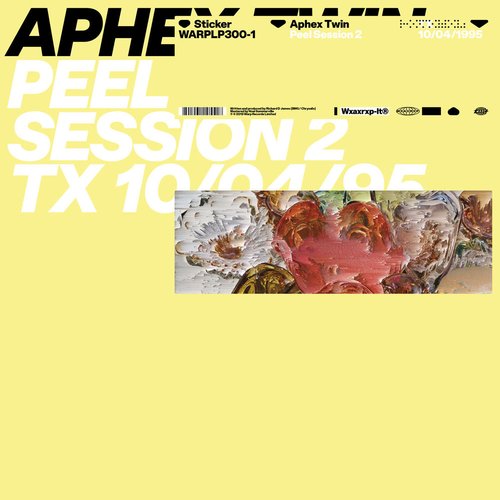 APHEX TWIN
Sticker
WARPLP300-1
Aphex Twin
Peel Session 2
10/04/1995
PEEL
SESSION 2
TX 10/04/95
Wxaxrxp-It®